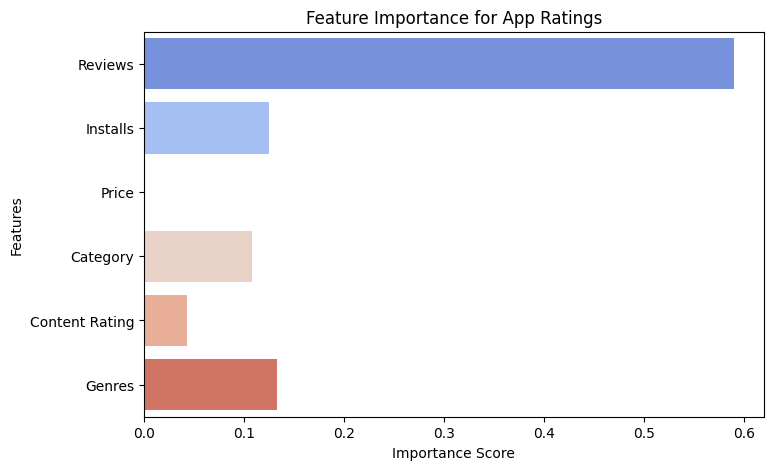 Feature Importance for App Ratings
Reviews
Installs
Price
Category
Content Rating
Genres
Features
0.0 0.1 0.2 0.3 0.4 0.5 0.6
Importance Score